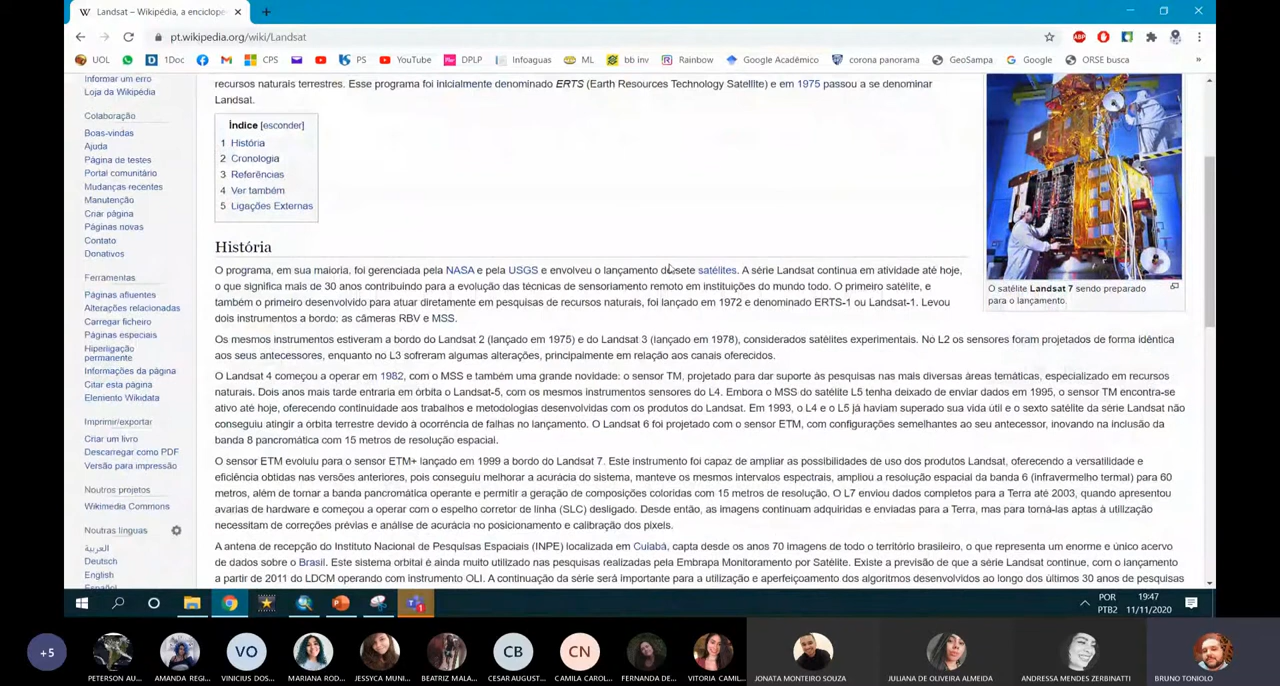 Landsat – Wikipédia, a enciclopé
pt.wikipedia.org/wiki/Landsat
UOL 1Doc CPS PS YouTube DPLP Infoaguas ML bb inv Rainbow Google Acadêmico corona panorama GeoSampa Google ORSE busca »
Informar um erro
Loja da Wikipédia
Colaboração
Boas-vindas
Ajuda
Página de testes
Portal comunitário
Mudanças recentes
Manutenção
Criar página
Páginas novas
Contato
Donativos
Ferramentas
Páginas afluentes
Alterações relacionadas
Carregar ficheiro
Páginas especiais
Hiperligação
permanente
Informações da página
Citar esta página
Elemento Wikidata
Imprimir/exportar
Criar um livro
Descarregar como PDF
Versão para impressão
Noutros projetos
Wikimedia Commons
Noutras línguas
العربية
Deutsch
English
Español
recursos naturais terrestres. Esse programa foi inicialmente denominado ERTS (Earth Resources Technology Satellite) e em 1975 passou a se denominar
Landsat.
Índice [esconder]
1 História
2 Cronologia
3 Referências
4 Ver também
5 Ligações Externas
O satélite Landsat 7 sendo preparado
para o lançamento.
História
O programa, em sua maioria, foi gerenciada pela NASA e pela USGS e envolveu o lançamento de sete satélites. A série Landsat continua em atividade até hoje,
o que significa mais de 30 anos contribuindo para a evolução das técnicas de sensoriamento remoto em instituições do mundo todo. O primeiro satélite, e
também o primeiro desenvolvido para atuar diretamente em pesquisas de recursos naturais, foi lançado em 1972 e denominado ERTS-1 ou Landsat-1. Levou
dois instrumentos a bordo: as câmeras RBV e MSS.
Os mesmos instrumentos estiveram a bordo do Landsat 2 (lançado em 1975) e do Landsat 3 (lançado em 1978), considerados satélites experimentais. No L2 os sensores foram projetados de forma idêntica
aos seus antecessores, enquanto no L3 sofreram algumas alterações, principalmente em relação aos canais oferecidos.
O Landsat 4 começou a operar em 1982, com o MSS e também uma grande novidade: o sensor TM, projetado para dar suporte às pesquisas nas mais diversas áreas temáticas, especializado em recursos
naturais. Dois anos mais tarde entraria em órbita o Landsat-5, com os mesmos instrumentos sensores do L4. Embora o MSS do satélite L5 tenha deixado de enviar dados em 1995, o sensor TM encontra-se
ativo até hoje, oferecendo continuidade aos trabalhos e metodologias desenvolvidas com os produtos do Landsat. Em 1993, o L4 e o L5 já haviam superado sua vida útil e o sexto satélite da série Landsat não
conseguiu atingir a órbita terrestre devido à ocorrência de falhas no lançamento. O Landsat 6 foi projetado com o sensor ETM, com configurações semelhantes ao seu antecessor, inovando na inclusão da
banda 8 pancromática com 15 metros de resolução espacial.
O sensor ETM evoluiu para o sensor ETM+ lançado em 1999 a bordo do Landsat 7. Este instrumento foi capaz de ampliar as possibilidades de uso dos produtos Landsat, oferecendo a versatilidade e
eficiência obtidas nas versões anteriores, pois conseguiu melhorar a acurácia do sistema, manteve os mesmos intervalos espectrais, ampliou a resolução espacial da banda 6 (infravermelho termal) para 60
metros, além de tornar a banda pancromática operante e permitir a geração de composições coloridas com 15 metros de resolução. O L7 enviou dados completos para a Terra até 2003, quando apresentou
avarias de hardware e começou a operar com o espelho corretor de linha (SLC) desligado. Desde então, as imagens continuam adquiridas e enviadas para a Terra, mas para torná-las aptas à utilização
necessitam de correções prévias e análise de acurácia no posicionamento e calibração dos pixels.
A antena de recepção do Instituto Nacional de Pesquisas Espaciais (INPE) localizada em Cuiabá, capta desde os anos 70 imagens de todo o território brasileiro, o que representa um enorme e único acervo
de dados sobre o Brasil. Este sistema orbital é ainda muito utilizado nas pesquisas realizadas pela Embrapa Monitoramento por Satélite. Existe a previsão de que a série Landsat continue, com o lançamento
a partir de 2011 do LDCM operando com instrumento OLI. A continuação da série será importante para a utilização e aperfeiçoamento dos algoritmos desenvolvidos ao longo dos últimos 30 anos de pesquisas
POR
PTB2
19:47
11/11/2020
+5
VO
CB
CN
PETERSON AU...
AMANDA REGI...
VINICIUS DOS...
MARIANA ROD...
JESSYCA MUNI...
BEATRIZ MALA...
CESAR AUGUST...
CAMILA CAROL...
FERNANDA DE...
VITORIA CAMIL...
JONATA MONTEIRO SOUZA
JULIANA DE OLIVEIRA ALMEIDA
ANDRESSA MENDES ZERBINATTI
BRUNO TONIOLO